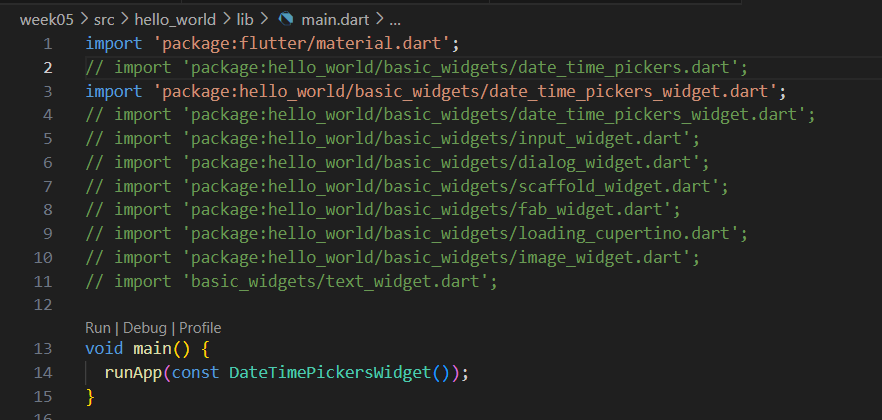 week05 > src > hello_world > lib > main.dart > ...
1 import 'package:flutter/material.dart';
2 // import 'package:hello_world/basic_widgets/date_time_pickers.dart';
3 import 'package:hello_world/basic_widgets/date_time_pickers_widget.dart';
4 // import 'package:hello_world/basic_widgets/date_time_pickers_widget.dart';
5 // import 'package:hello_world/basic_widgets/input_widget.dart';
6 // import 'package:hello_world/basic_widgets/dialog_widget.dart';
7 // import 'package:hello_world/basic_widgets/scaffold_widget.dart';
8 // import 'package:hello_world/basic_widgets/fab_widget.dart';
9 // import 'package:hello_world/basic_widgets/loading_cupertino.dart';
10 // import 'package:hello_world/basic_widgets/image_widget.dart';
11 // import 'basic_widgets/text_widget.dart';
12
Run | Debug | Profile
13 void main() {
14 runApp(const DateTimePickersWidget());
15 }
16